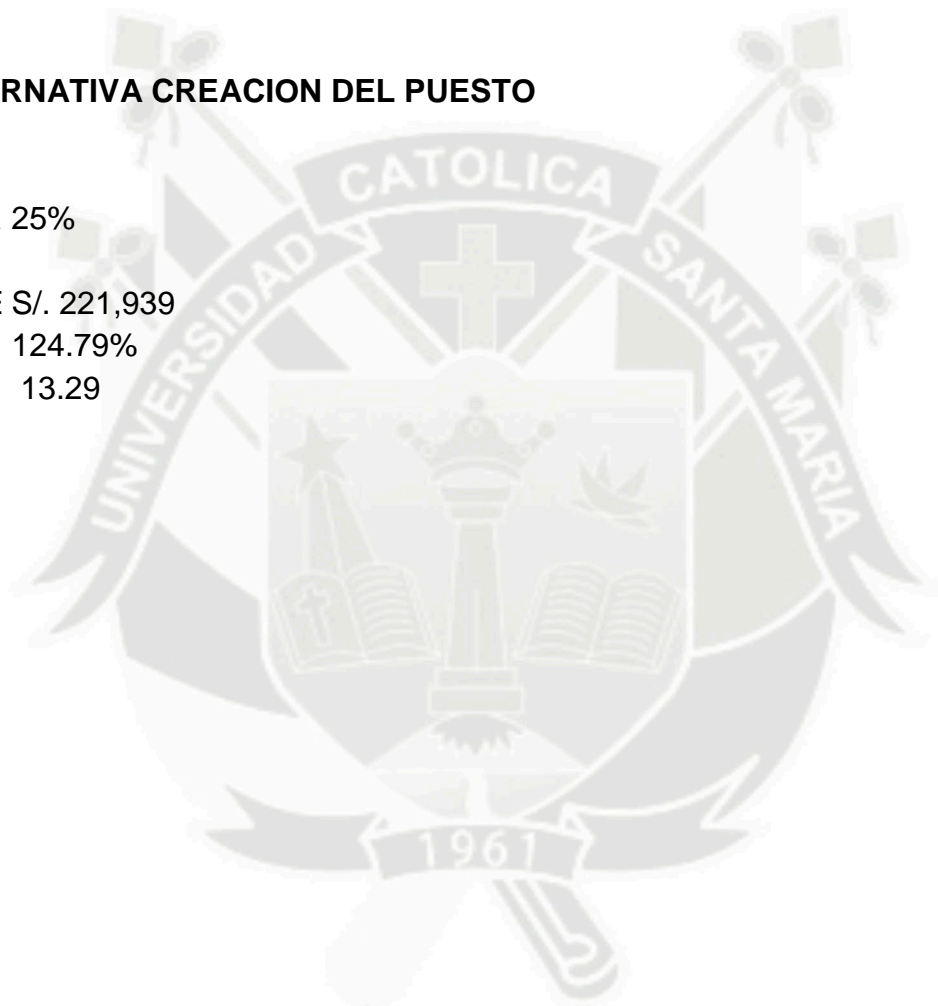 RNATIVA CREACION DEL PUESTO
25%
S/. 221,939
124.79%
13.29
UNIVERSIDAD CATOLICA SANTA MARIA
1961